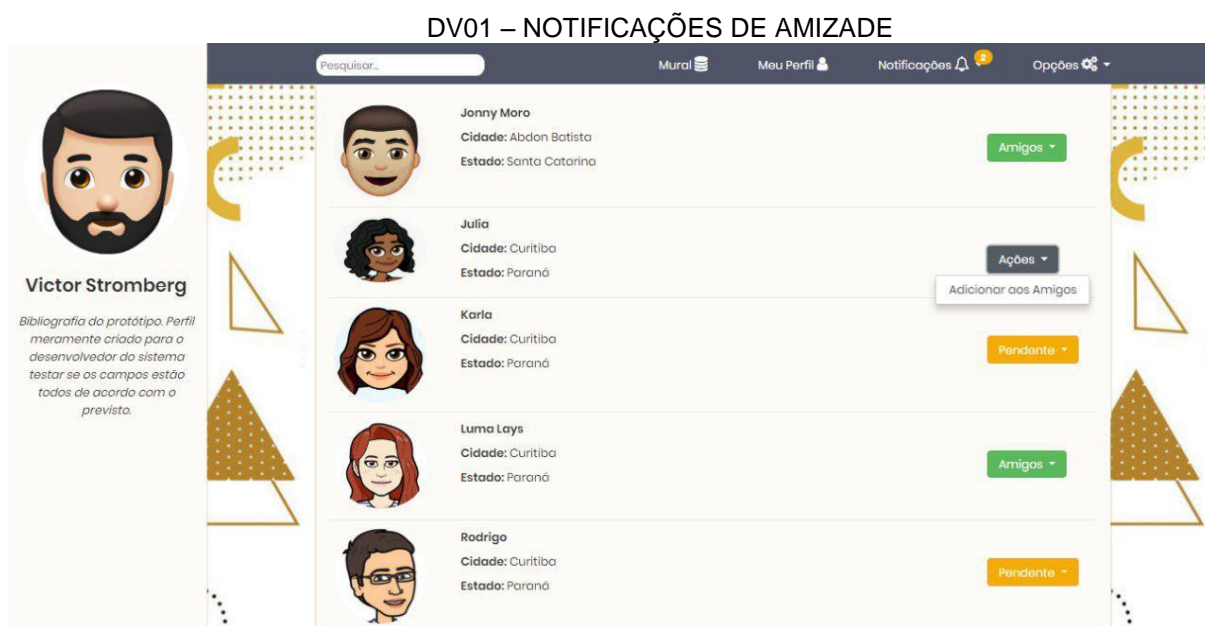 DV01 – NOTIFICAÇÕES DE AMIZADE
Pesquisar... Mural Meu Perfil Notificações 2 Opções
Victor Stromberg
Bibliografia do protótipo. Perfil
meramente criado para o
desenvolvedor do sistema
testar se os campos estão
todos de acordo com o
previsto.
Jonny Moro
Cidade: Abdon Batista
Estado: Santa Catarina
Amigos
Julia
Cidade: Curitiba
Estado: Paraná
Ações
Adicionar aos Amigos
Karla
Cidade: Curitiba
Estado: Paraná
Pendente
Luma Lays
Cidade: Curitiba
Estado: Paraná
Amigos
Rodrigo
Cidade: Curitiba
Estado: Paraná
Pendente